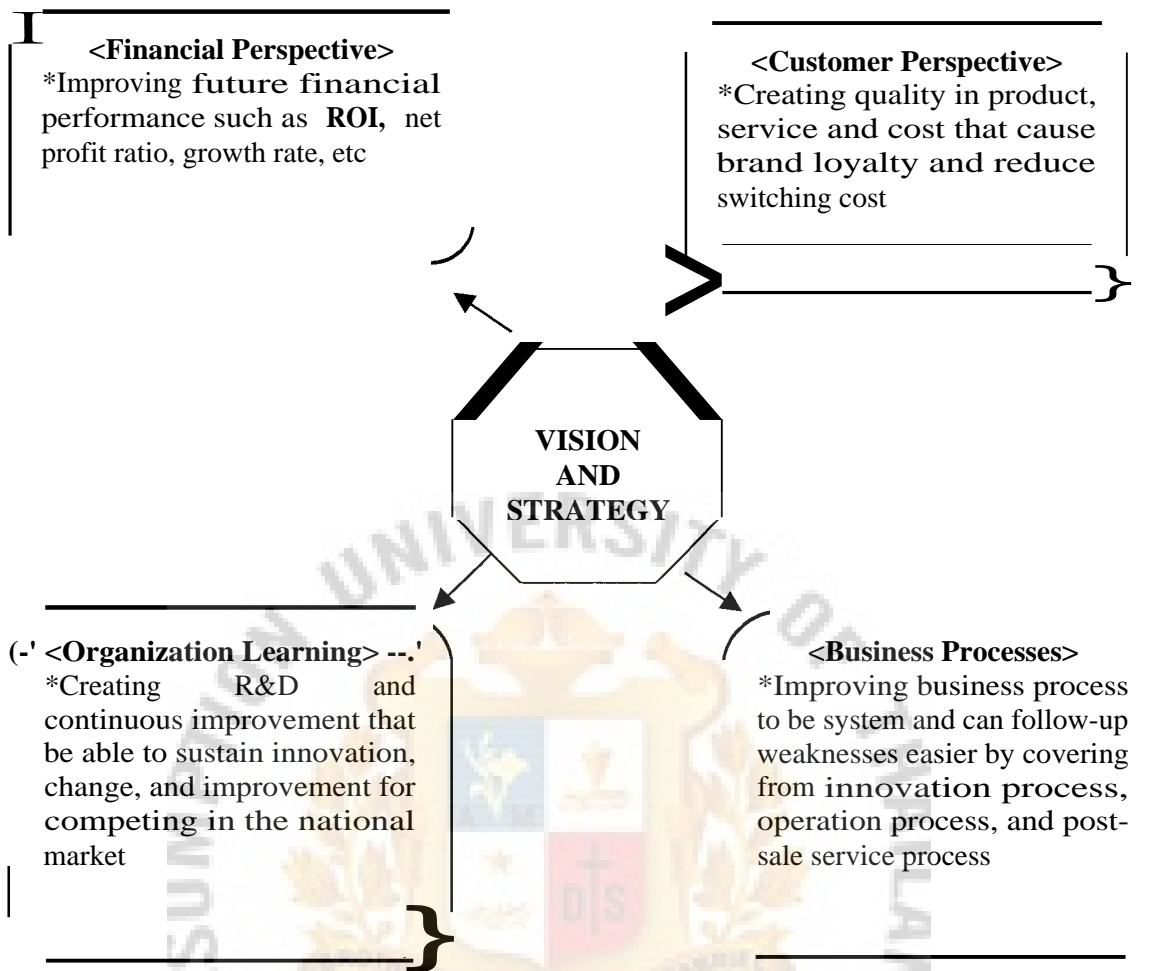 <Financial Perspective>
*Improving future financial
performance such as ROI, net
profit ratio, growth rate, etc
<Customer Perspective>
*Creating quality in product,
service and cost that cause
brand loyalty and reduce
switching cost
VISION
AND
STRATEGY
(-' <Organization Learning> --.'
*Creating R&D and
continuous improvement that
be able to sustain innovation,
change, and improvement for
competing in the national
market
<Business Processes>
*Improving business process
to be system and can follow-up
weaknesses easier by covering
from innovation process,
operation process, and post-
sale service process
UNIVERSITY OF
D S